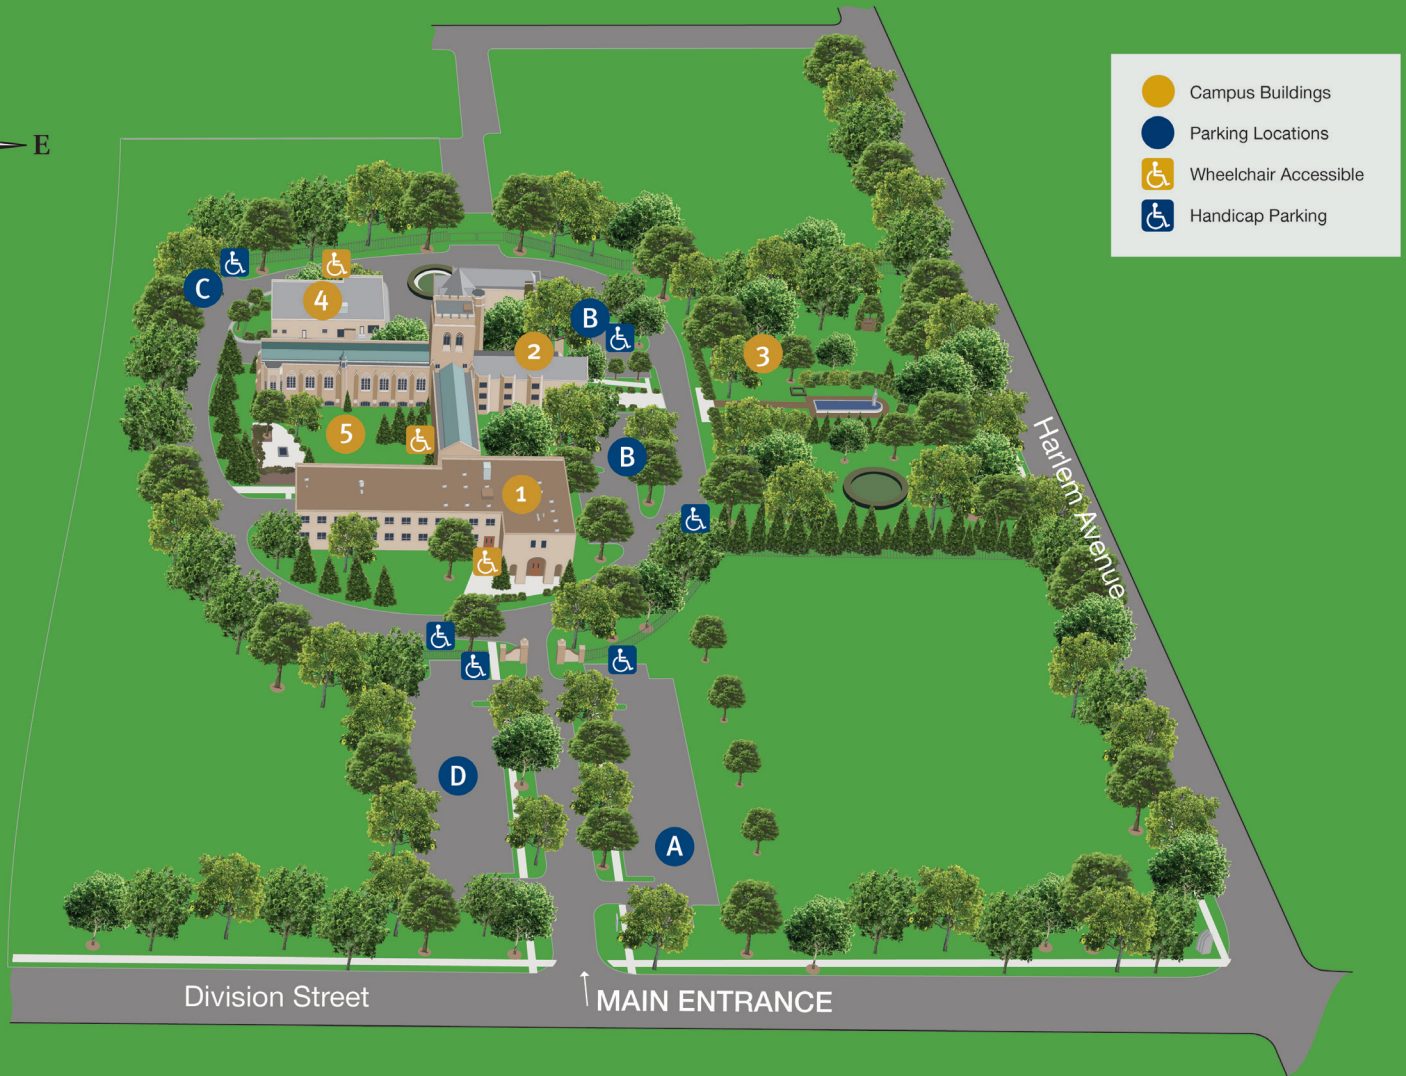 Campus Buildings
Parking Locations
Wheelchair Accessible
Handicap Parking
E
C
4
B
2
3
5
B
1
Harlem Avenue
D
A
Division Street
MAIN ENTRANCE